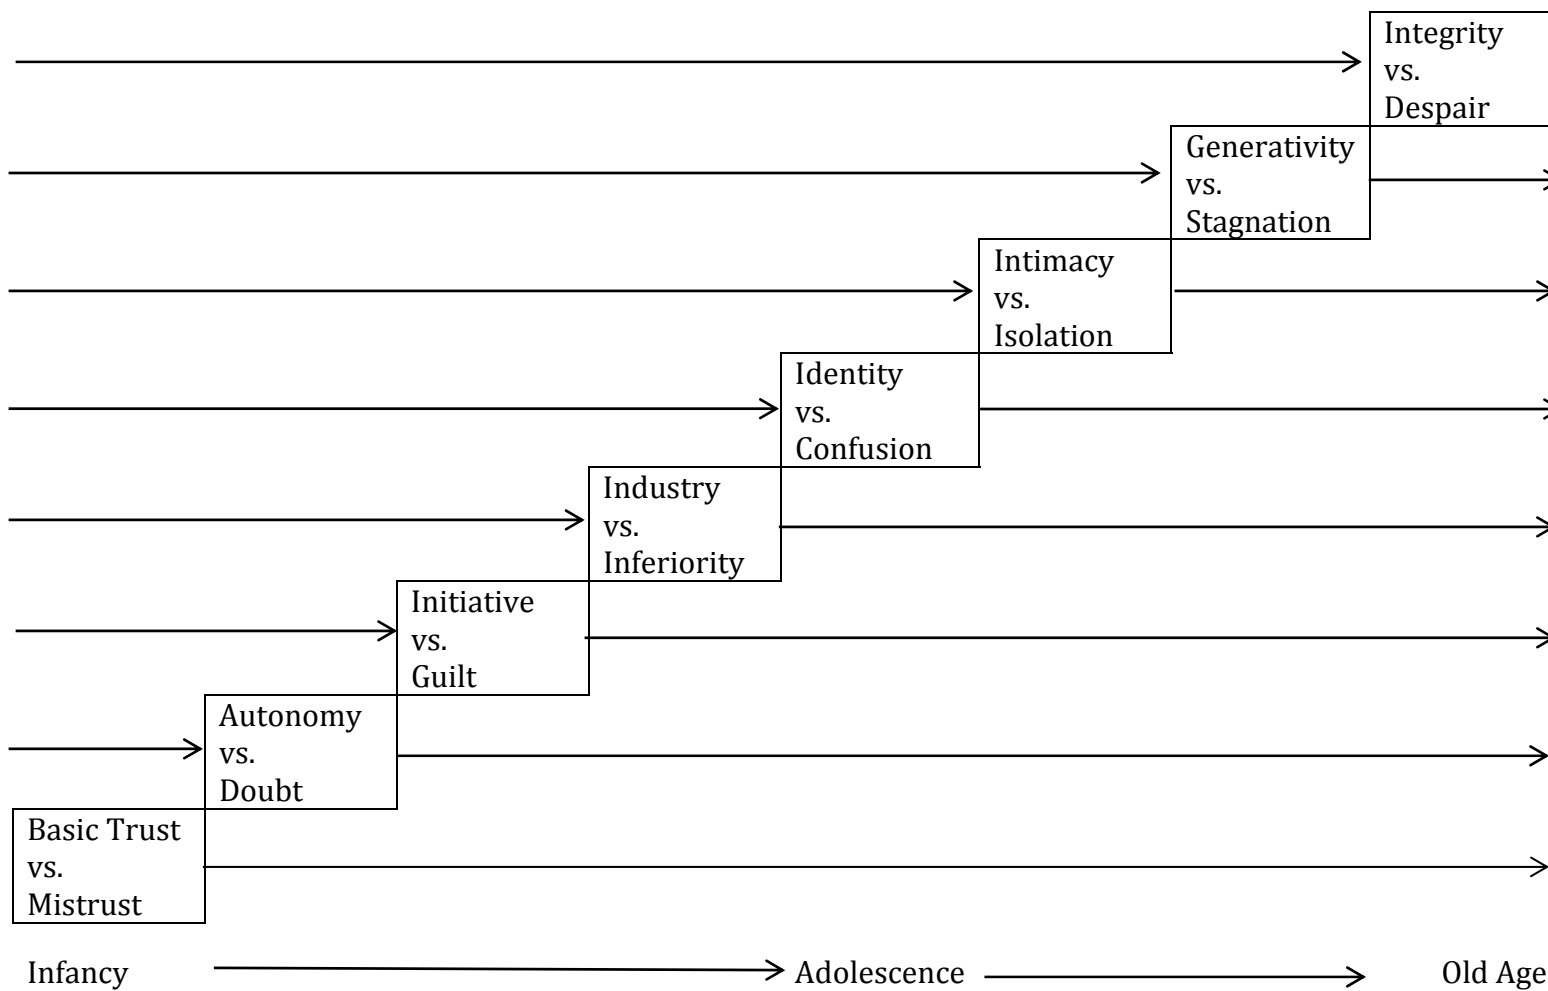 Integrity
vs.
Despair
Generativity
vs.
Stagnation
Intimacy
vs.
Isolation
Identity
vs.
Confusion
Industry
vs.
Inferiority
Initiative
vs.
Guilt
Autonomy
vs.
Doubt
Basic Trust
vs.
Mistrust
Infancy Adolescence Old Age